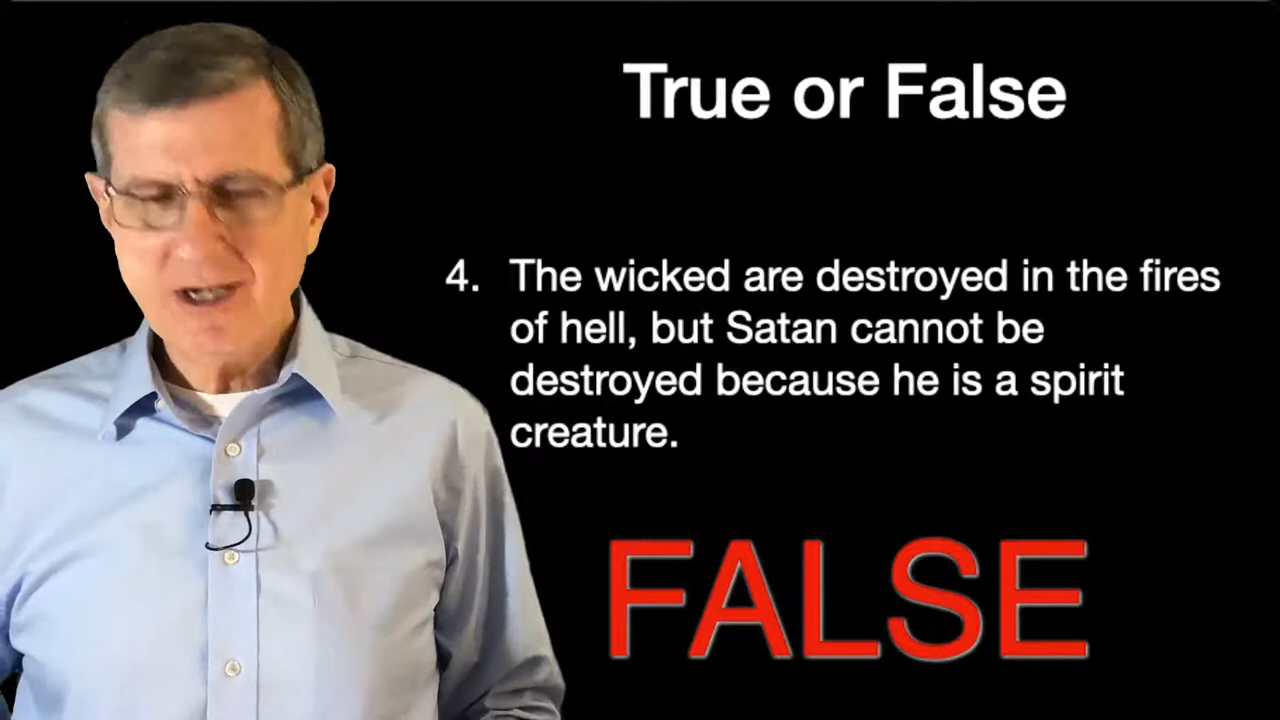 True or False
4. The wicked are destroyed in the fires
of hell, but Satan cannot be
destroyed because he is a spirit
creature.
FALSE